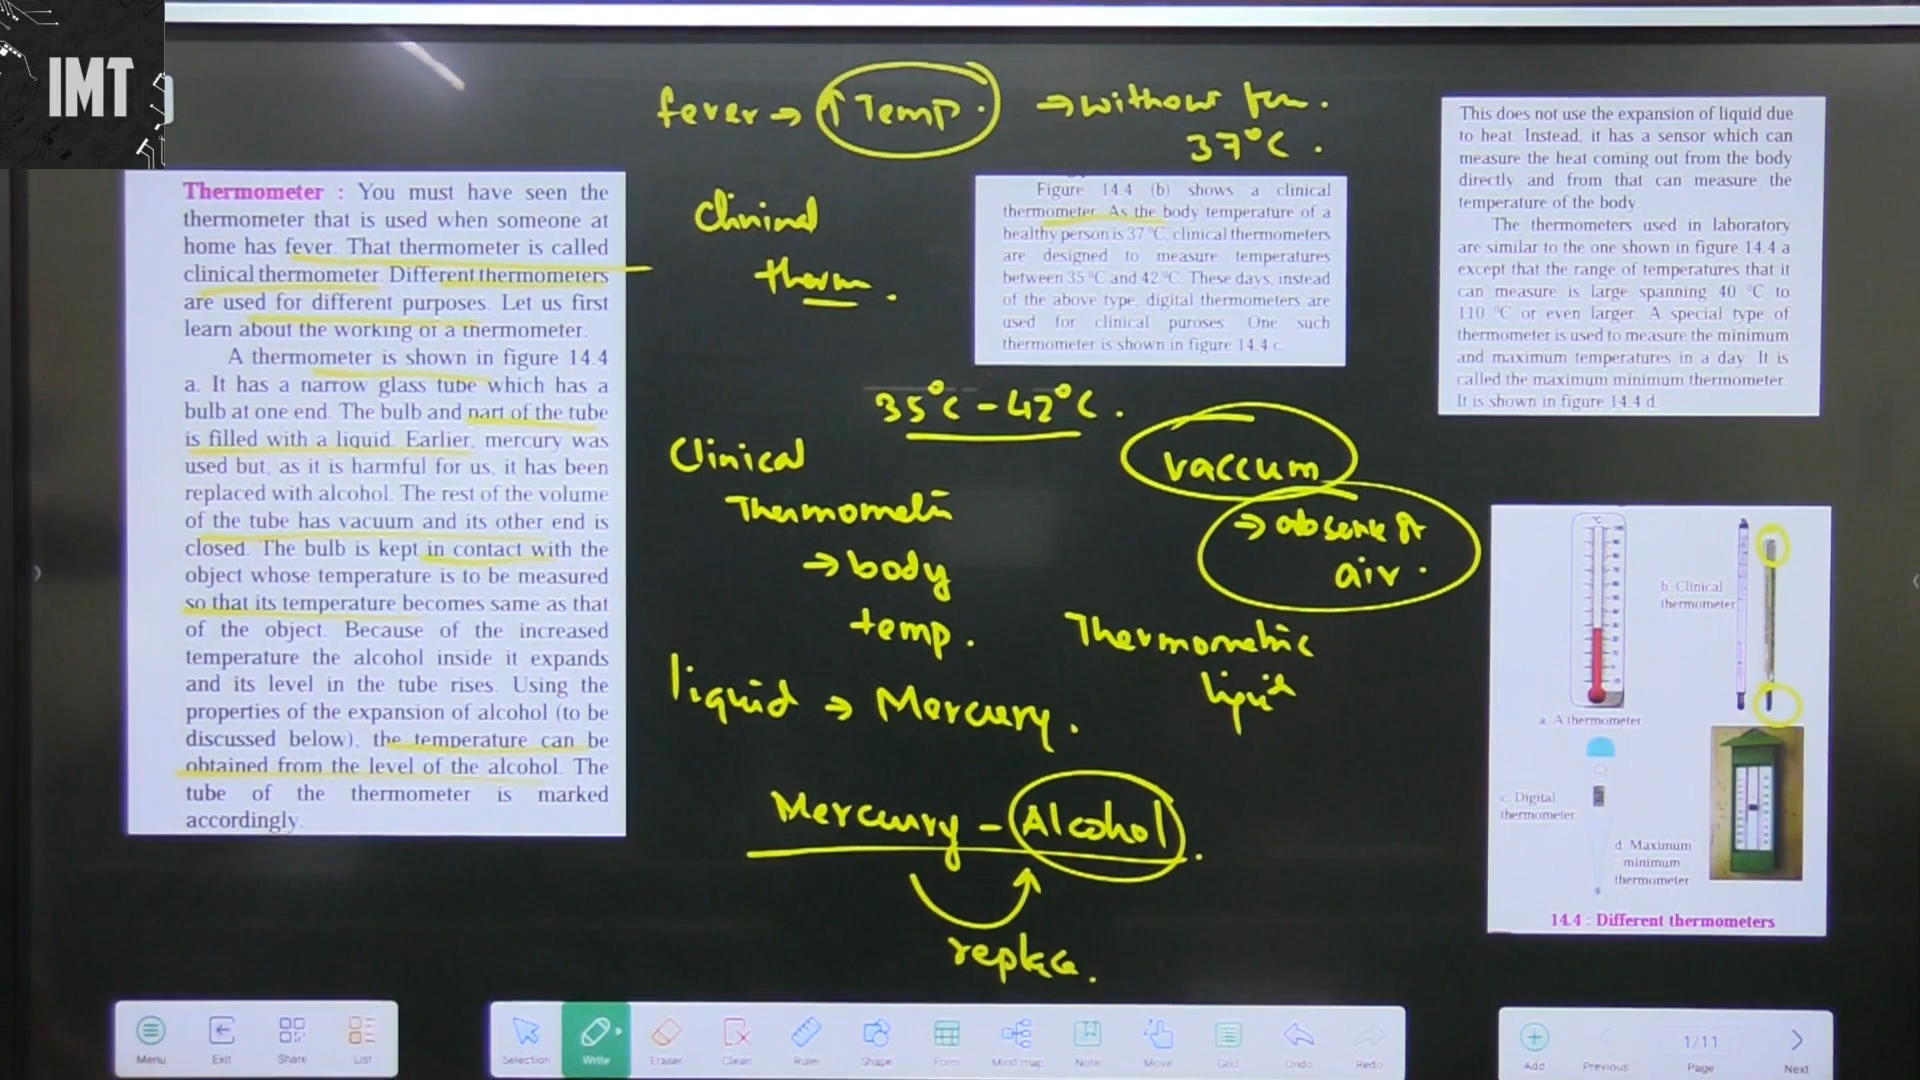 IMT
fever → ↑ Temp. → without fev.
37°C.
Thermometer : You must have seen the
thermometer that is used when someone at
home has fever. That thermometer is called
clinical thermometer. Different thermometers
are used for different purposes. Let us first
learn about the working of a thermometer.
A thermometer is shown in figure 14.4
a. It has a narrow glass tube which has a
bulb at one end. The bulb and part of the tube
is filled with a liquid. Earlier, mercury was
used but, as it is harmful for us, it has been
replaced with alcohol. The rest of the volume
of the tube has vacuum and its other end is
closed. The bulb is kept in contact with the
object whose temperature is to be measured
so that its temperature becomes same as that
of the object. Because of the increased
temperature the alcohol inside it expands
and its level in the tube rises. Using the
properties of the expansion of alcohol (to be
discussed below), the temperature can be
obtained from the level of the alcohol. The
tube of the thermometer is marked
accordingly.
therm.
Figure 14.4 (b) shows a clinical
thermometer. As the body temperature of a
healthy person is 37 °C, clinical thermometers
are designed to measure temperatures
between 35 °C and 42 °C. These days, instead
of the above type, digital thermometers are
used for clinical puroses. One such
thermometer is shown in figure 14.4 c.
35°C - 42°C.
Clinical
→ body
temp.
liquid → Mercury.
vaccum
→ absence of
air.
Thermometric
liquid
Mercury - Alcohol.
This does not use the expansion of liquid due
to heat. Instead, it has a sensor which can
measure the heat coming out from the body
directly and from that can measure the
temperature of the body.
The thermometers used in laboratory
are similar to the one shown in figure 14.4 a
except that the range of temperatures that it
can measure is large spanning 40 °C to
110 °C or even larger. A special type of
thermometer is used to measure the minimum
and maximum temperatures in a day. It is
called the maximum minimum thermometer.
It is shown in figure 14.4 d.
°C
b. Clinical
thermometer
a. A thermometer
c. Digital
thermometer
d. Maximum
minimum
thermometer
14.4 : Different thermometers
Menu Exit Share List
Selection Write Eraser Clean Ruler Shape Form Mind map Note Move Grid Undo Redo
1/11
Add Previous Page Next